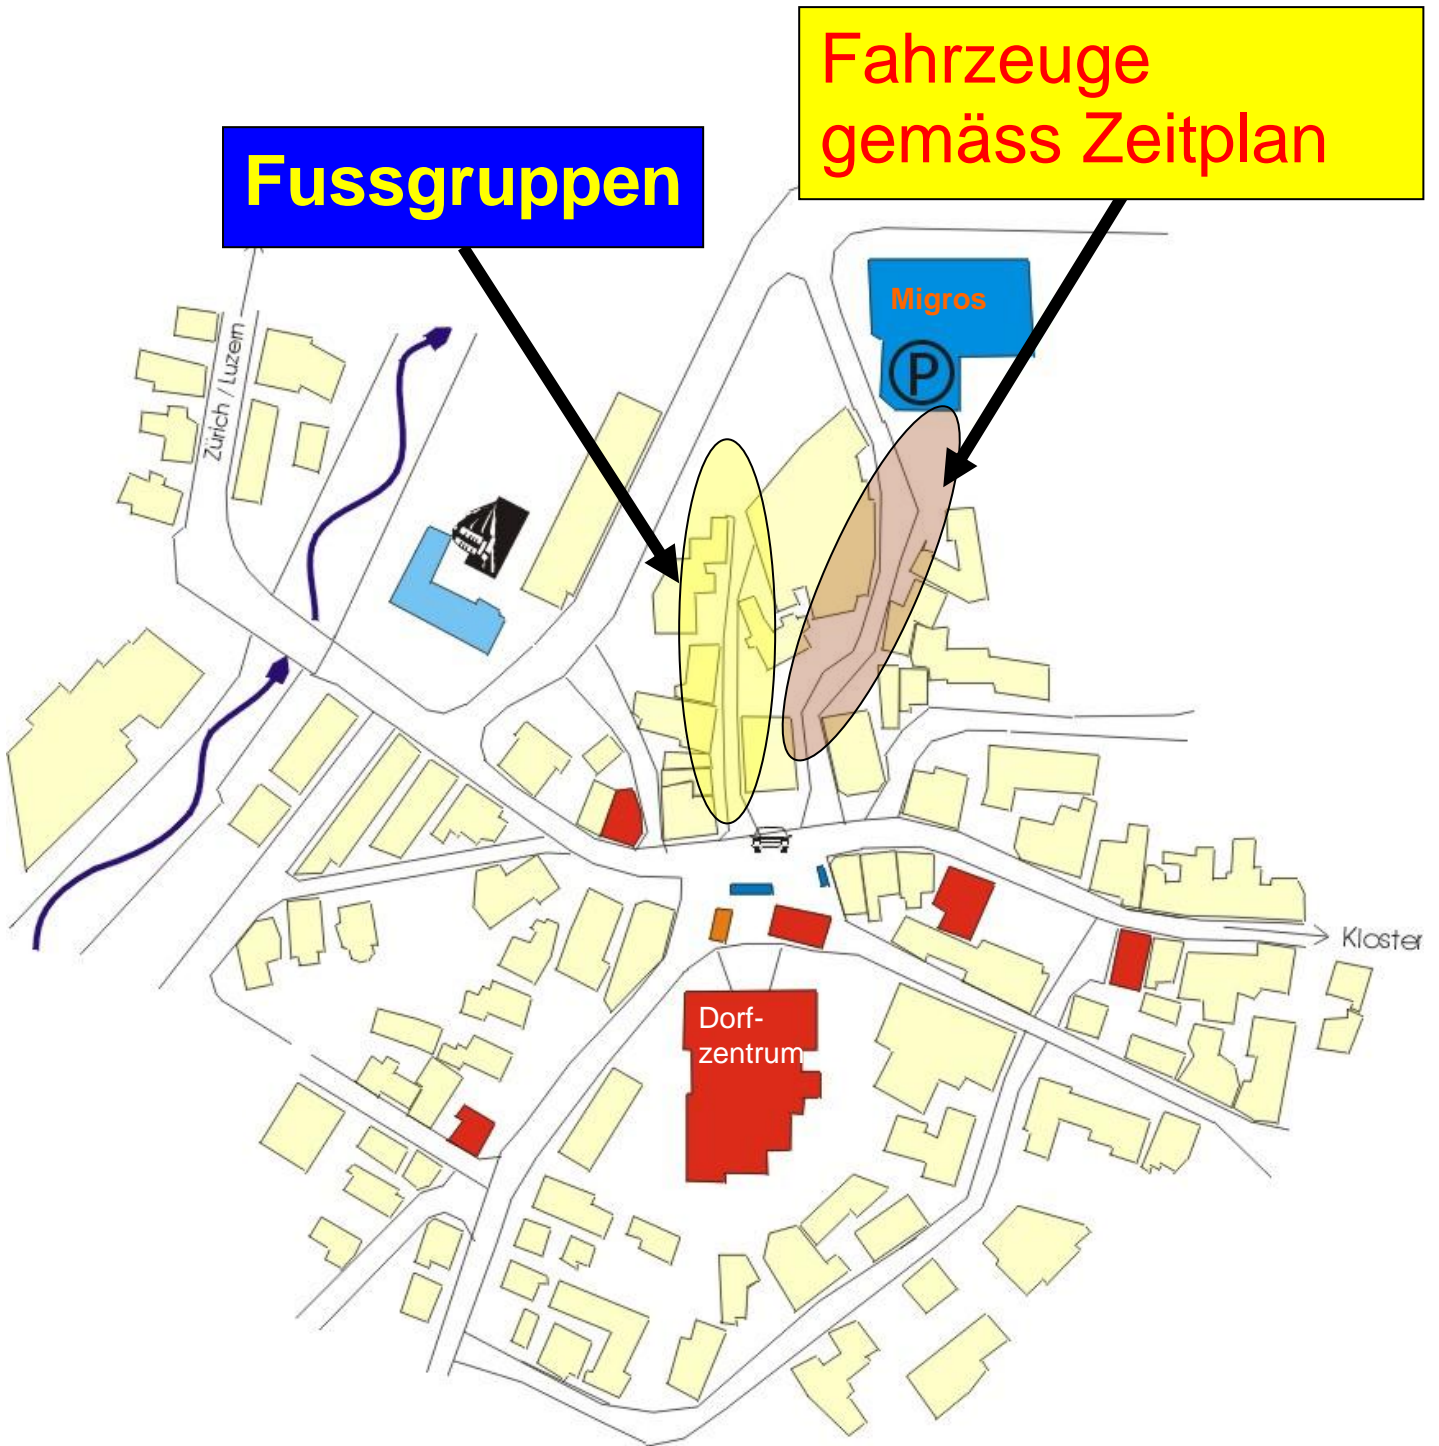 Fahrzeuge
gemäss Zeitplan
Fussgruppen
Migros
P
Zürich / Luzern
Kloster
Dorf-
zentrum